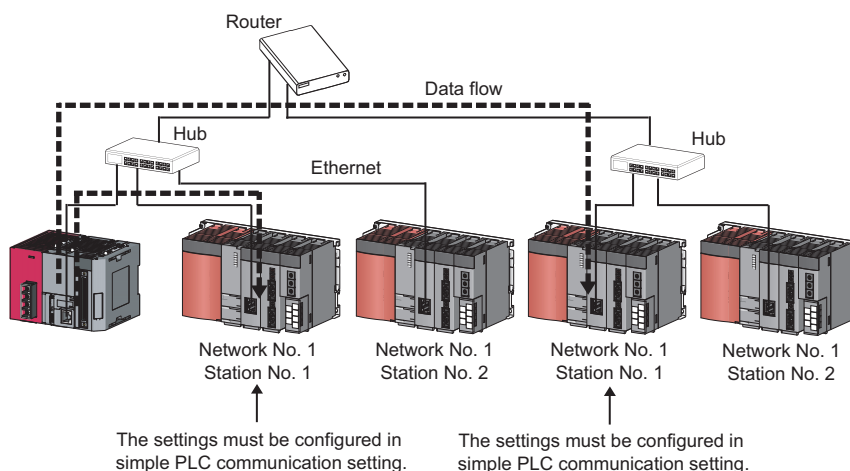 Router
Data flow
Hub
Hub
Ethernet
Network No. 1
Station No. 1
Network No. 1
Station No. 2
Network No. 1
Station No. 1
Network No. 1
Station No. 2
The settings must be configured in
simple PLC communication setting.
The settings must be configured in
simple PLC communication setting.